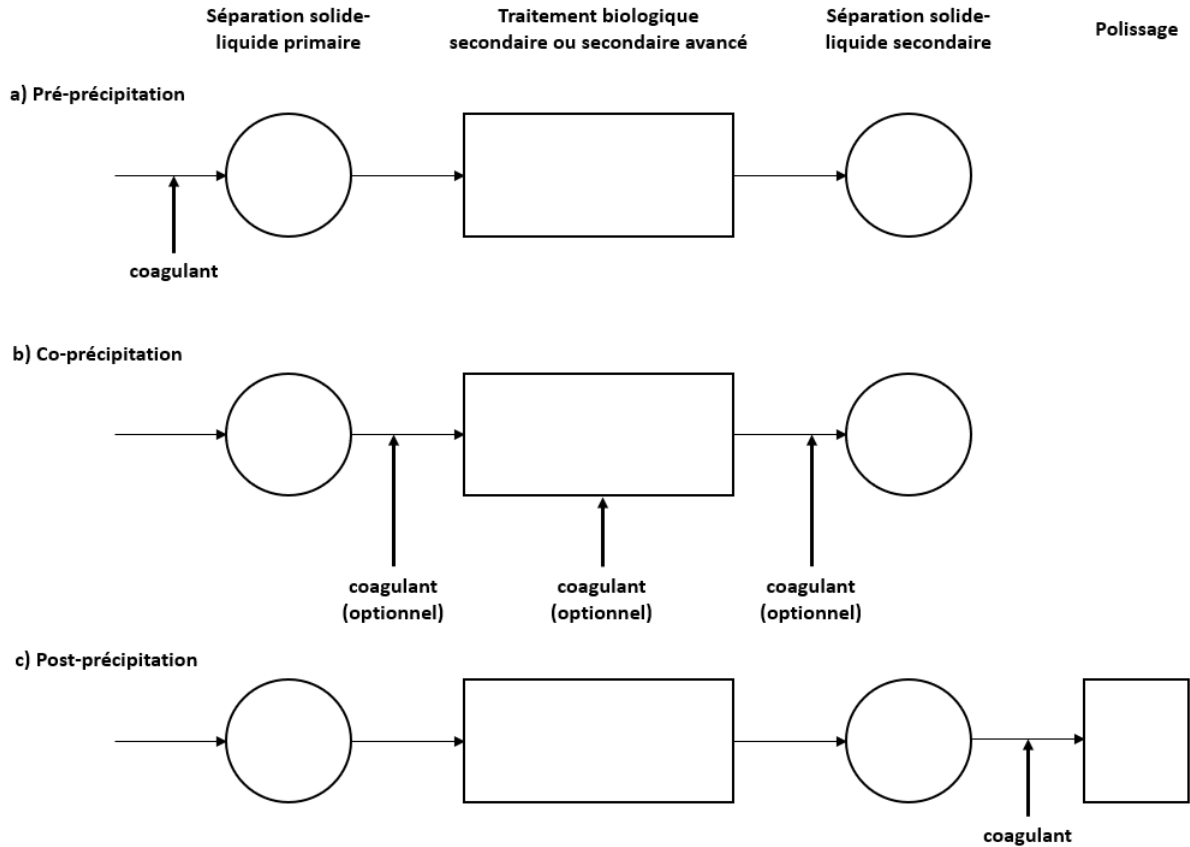 Séparation solide-
liquide primaire
Traitement biologique
secondaire ou secondaire avancé
Séparation solide-
liquide secondaire
Polissage
a) Pré-précipitation
coagulant
b) Co-précipitation
coagulant
(optionnel)
coagulant
(optionnel)
coagulant
(optionnel)
c) Post-précipitation
coagulant